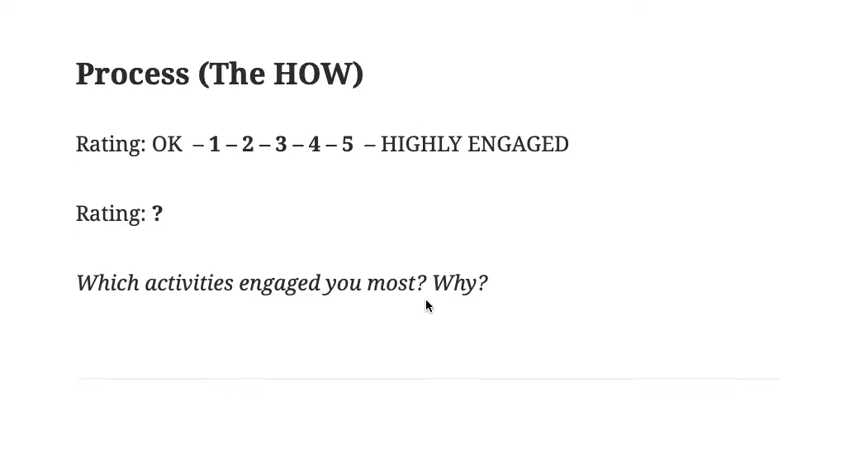 Process (The HOW)
Rating: OK – 1 – 2 – 3 – 4 – 5 – HIGHLY ENGAGED
Rating: ?
Which activities engaged you most? Why?